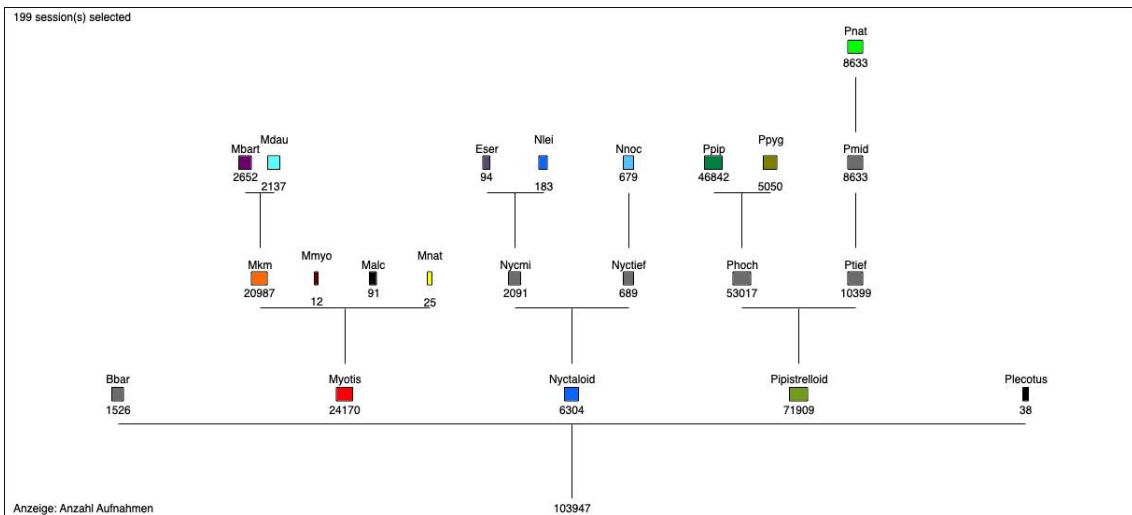 199 session(s) selected
Pnat
8633
Mbart Mdau Eser Nlei Nnoc Ppip Ppyg Pmid
2652 2137 94 183 679 46842 5050 8633
Mkm Mmyo Malc Mnat Nycmi Nyctief Phoch Ptief
20987 12 91 25 2091 689 53017 10399
Bbar Myotis Nyctaloid Pipistrelloid Plecotus
1526 24170 6304 71909 38
Anzeige: Anzahl Aufnahmen 103947